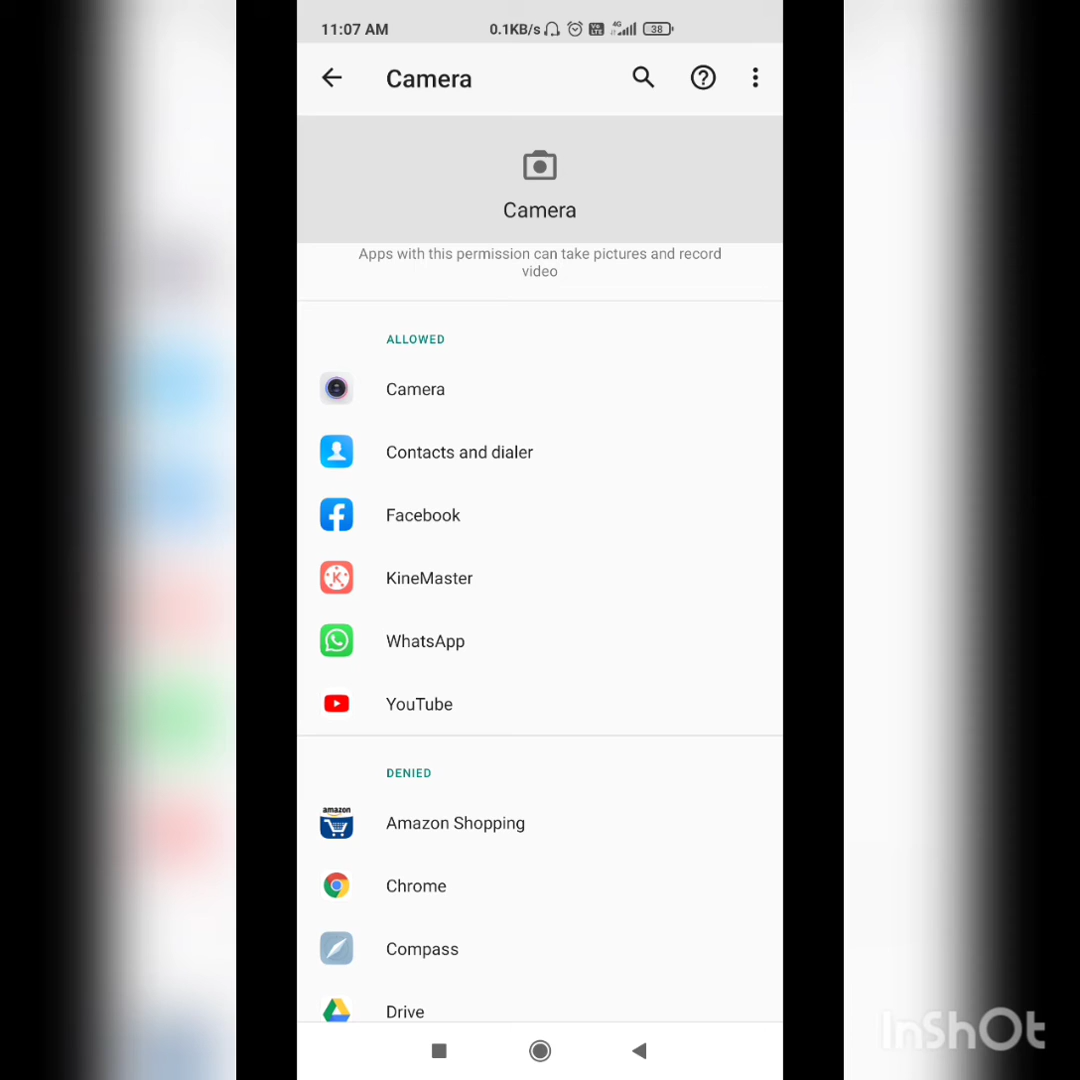 11:07 AM 0.1KB/s 4G 38
Camera
Camera
Apps with this permission can take pictures and record
video
ALLOWED
Camera
Contacts and dialer
Facebook
KineMaster
WhatsApp
YouTube
DENIED
amazon
Amazon Shopping
Chrome
Compass
Drive
InShOt